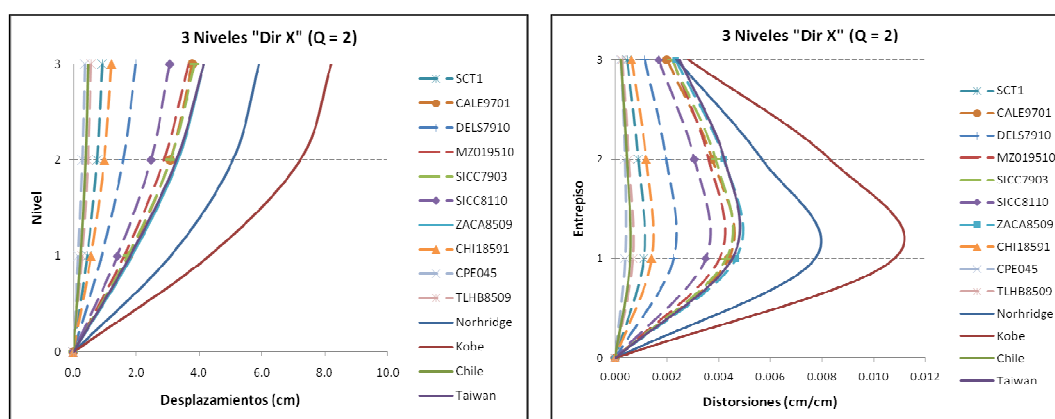 3 Niveles "Dir X" (Q = 2)
3
2
1
0
Nivel
0.0 2.0 4.0 6.0 8.0 10.0
Desplazamientos (cm)
SCT1
CALE9701
DELS7910
MZ019510
SICC7903
SICC8110
ZACA8509
CHI18591
CPE045
TLHB8509
Norhridge
Kobe
Chile
Taiwan
3 Niveles "Dir X" (Q = 2)
3
2
1
0
Entrepiso
0.000 0.002 0.004 0.006 0.008 0.010 0.012
Distorsiones (cm/cm)
SCT1
CALE9701
DELS7910
MZ019510
SICC7903
SICC8110
ZACA8509
CHI18591
CPE045
TLHB8509
Norhridge
Kobe
Chile
Taiwan